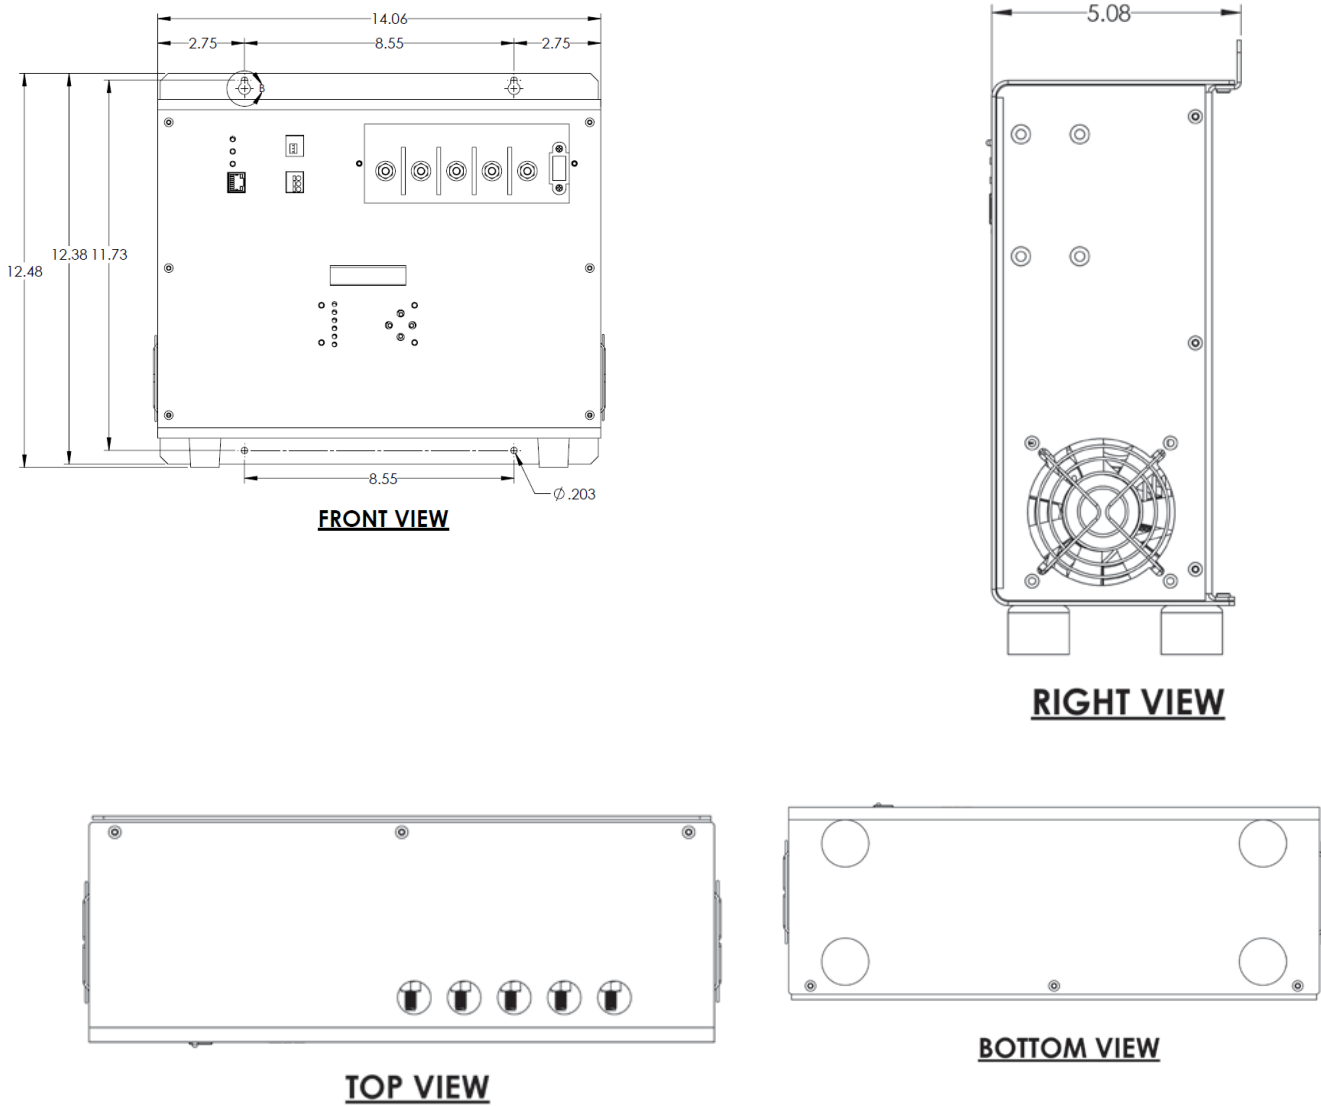 14.06
2.75 8.55 2.75
B
12.48
12.38
11.73
8.55
Ø.203
FRONT VIEW
5.08
RIGHT VIEW
TOP VIEW
BOTTOM VIEW